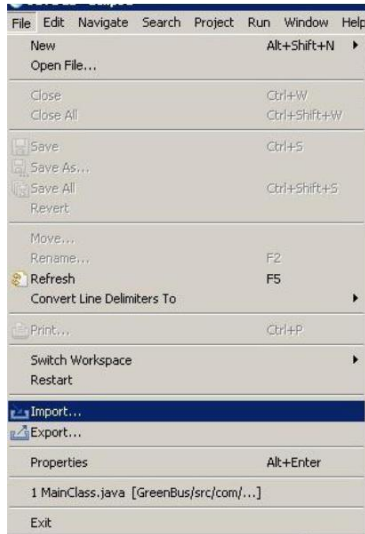 File Edit Navigate Search Project Run Window Help
New Alt+Shift+N
Open File...
Close Ctrl+W
Close All Ctrl+Shift+W
Save Ctrl+S
Save As...
Save All Ctrl+Shift+S
Revert
Move...
Rename... F2
Refresh F5
Convert Line Delimiters To
Print... Ctrl+P
Switch Workspace
Restart
Import...
Export...
Properties Alt+Enter
1 MainClass.java [GreenBus/src/com/...]
Exit